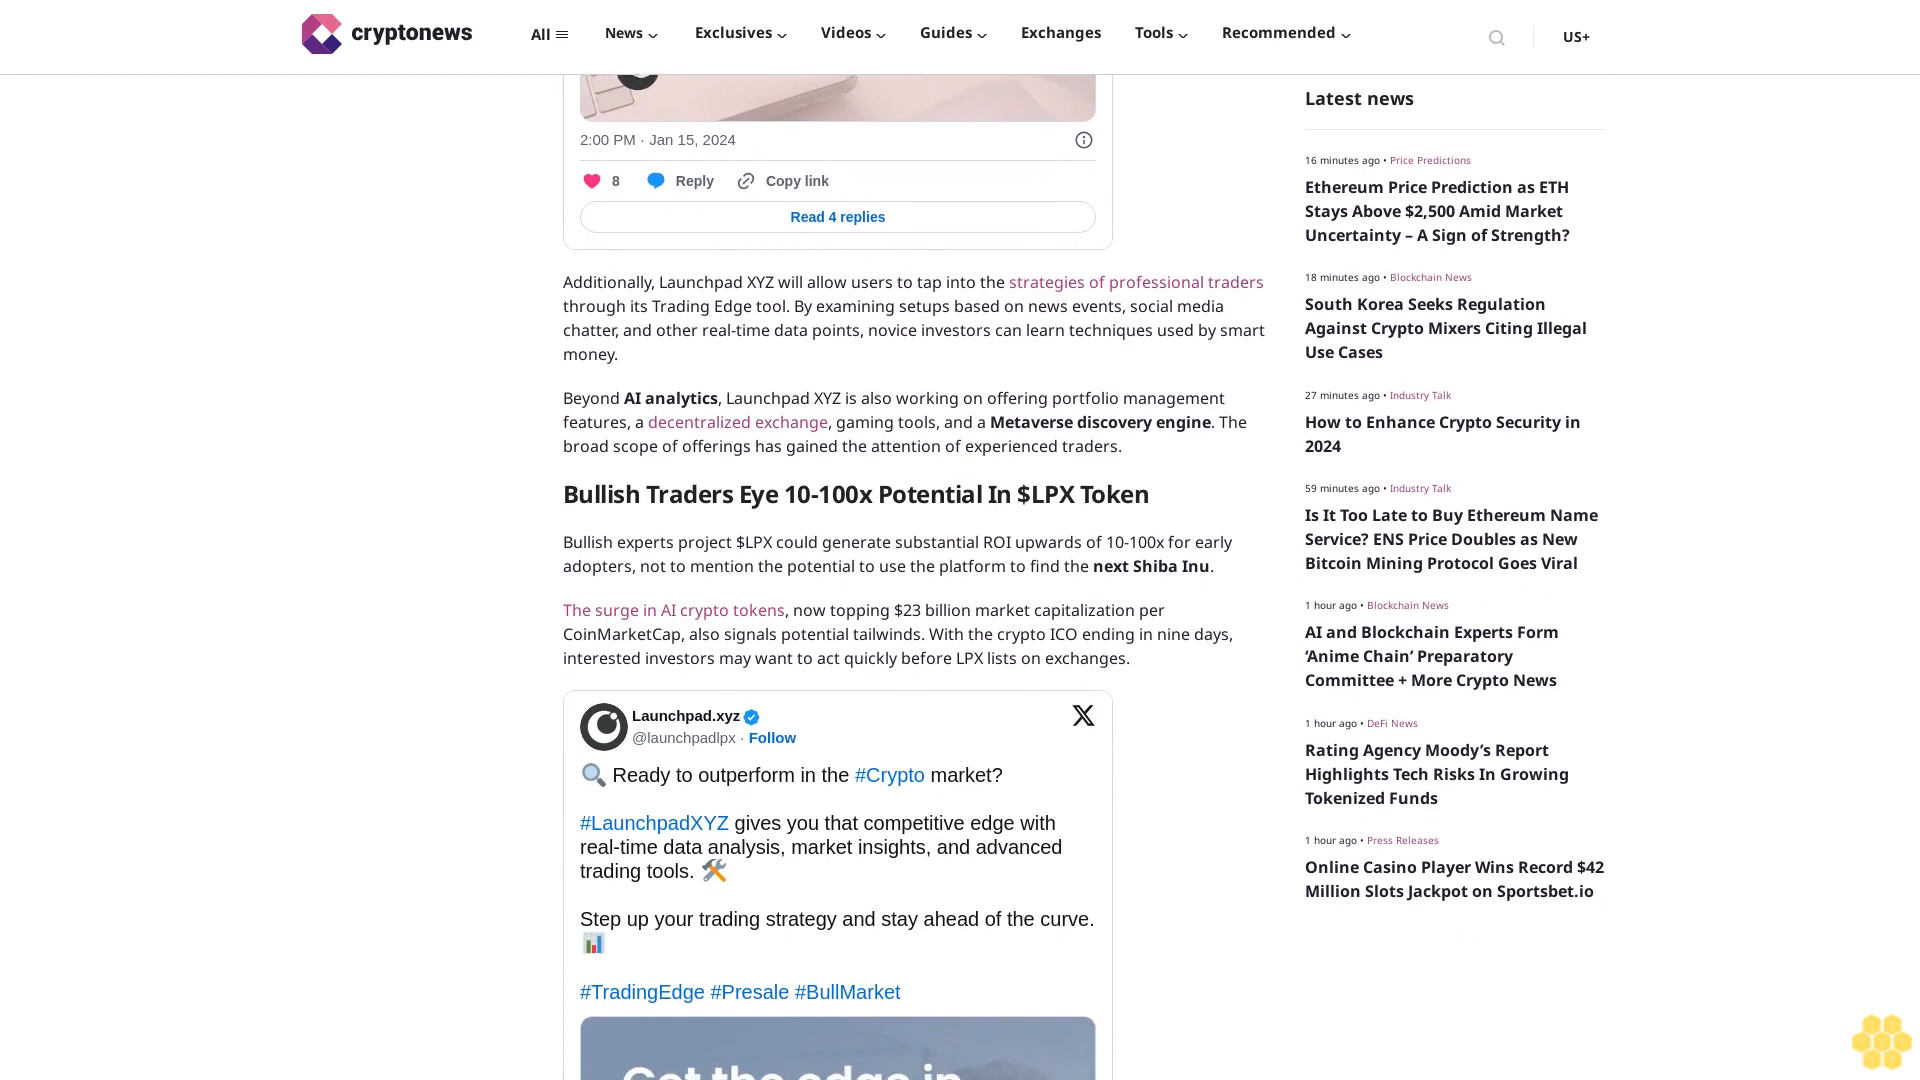 cryptonews
All
News
Exclusives
Videos
Guides
Exchanges
Tools
Recommended
US+
2:00 PM · Jan 15, 2024
8
Reply
Copy link
Read 4 replies
Additionally, Launchpad XYZ will allow users to tap into the strategies of professional traders
through its Trading Edge tool. By examining setups based on news events, social media
chatter, and other real-time data points, novice investors can learn techniques used by smart
money.
Beyond AI analytics, Launchpad XYZ is also working on offering portfolio management
features, a decentralized exchange, gaming tools, and a Metaverse discovery engine. The
broad scope of offerings has gained the attention of experienced traders.
Bullish Traders Eye 10-100x Potential In $LPX Token
Bullish experts project $LPX could generate substantial ROI upwards of 10-100x for early
adopters, not to mention the potential to use the platform to find the next Shiba Inu.
The surge in AI crypto tokens, now topping $23 billion market capitalization per
CoinMarketCap, also signals potential tailwinds. With the crypto ICO ending in nine days,
interested investors may want to act quickly before LPX lists on exchanges.
Launchpad.xyz
@launchpadlpx · Follow
Ready to outperform in the #Crypto market?
#LaunchpadXYZ gives you that competitive edge with
real-time data analysis, market insights, and advanced
trading tools.
Step up your trading strategy and stay ahead of the curve.
#TradingEdge #Presale #BullMarket
Get the edge in
Latest news
16 minutes ago • Price Predictions
Ethereum Price Prediction as ETH
Stays Above $2,500 Amid Market
Uncertainty – A Sign of Strength?
18 minutes ago • Blockchain News
South Korea Seeks Regulation
Against Crypto Mixers Citing Illegal
Use Cases
27 minutes ago • Industry Talk
How to Enhance Crypto Security in
2024
59 minutes ago • Industry Talk
Is It Too Late to Buy Ethereum Name
Service? ENS Price Doubles as New
Bitcoin Mining Protocol Goes Viral
1 hour ago • Blockchain News
AI and Blockchain Experts Form
‘Anime Chain’ Preparatory
Committee + More Crypto News
1 hour ago • DeFi News
Rating Agency Moody’s Report
Highlights Tech Risks In Growing
Tokenized Funds
1 hour ago • Press Releases
Online Casino Player Wins Record $42
Million Slots Jackpot on Sportsbet.io